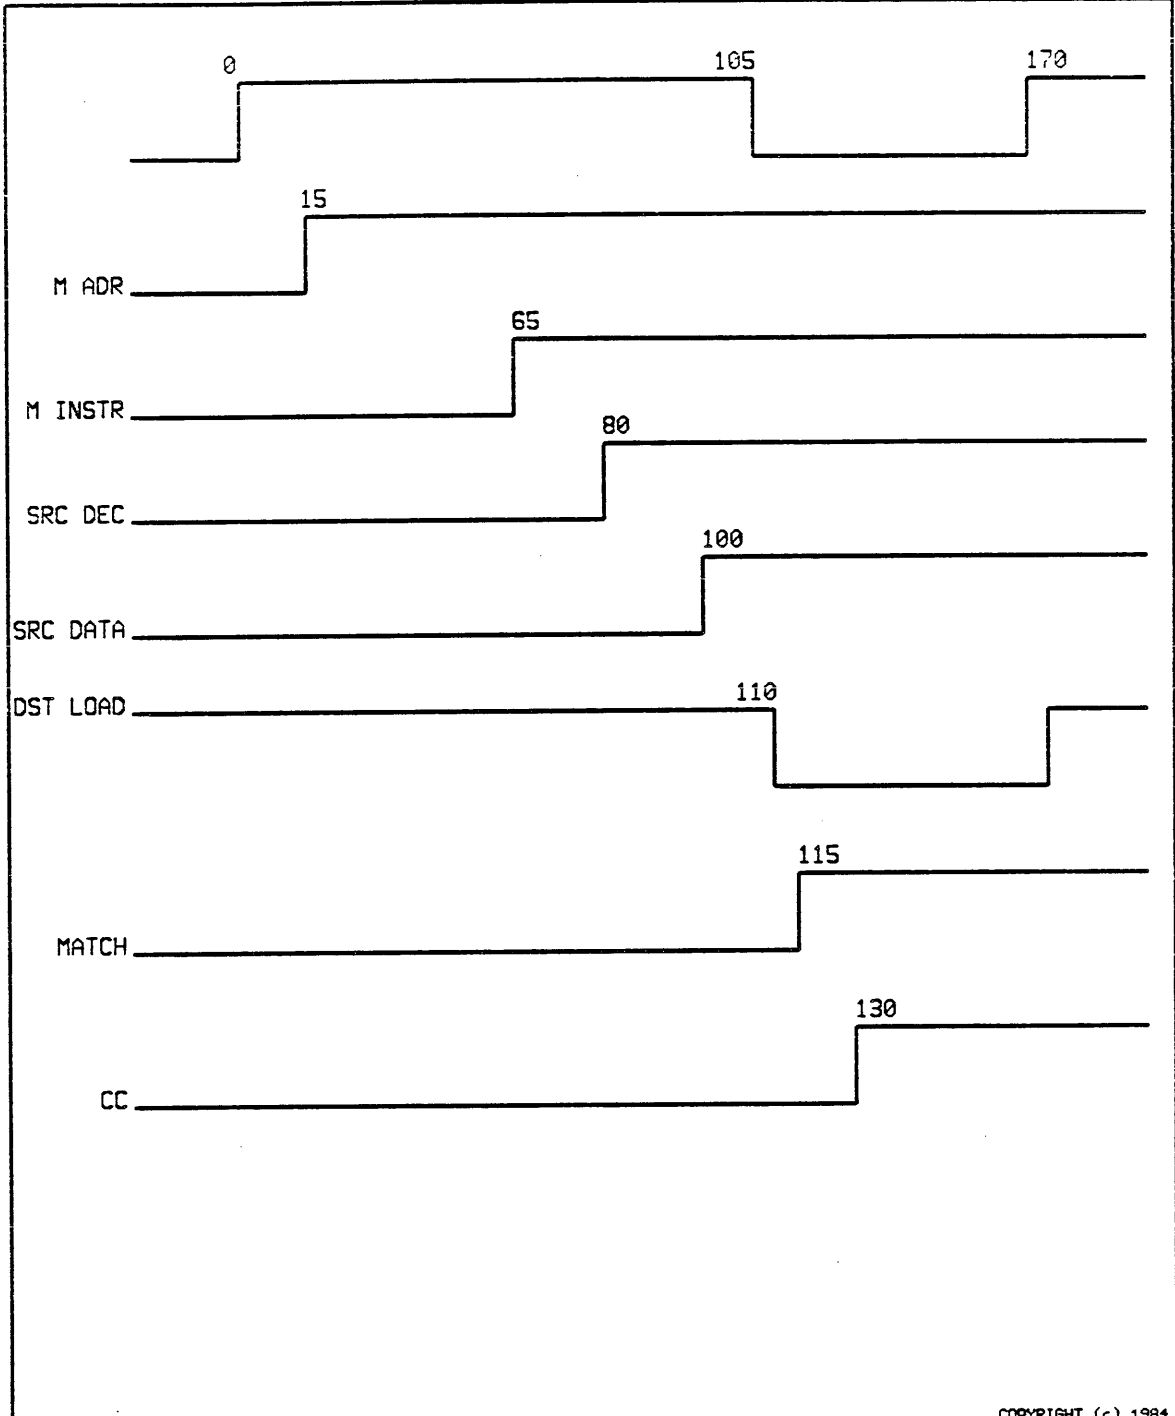 0 105 170
15
M ADR
65
M INSTR
80
SRC DEC
100
SRC DATA
110
DST LOAD
115
MATCH
130
CC
COPYRIGHT (c) 1984